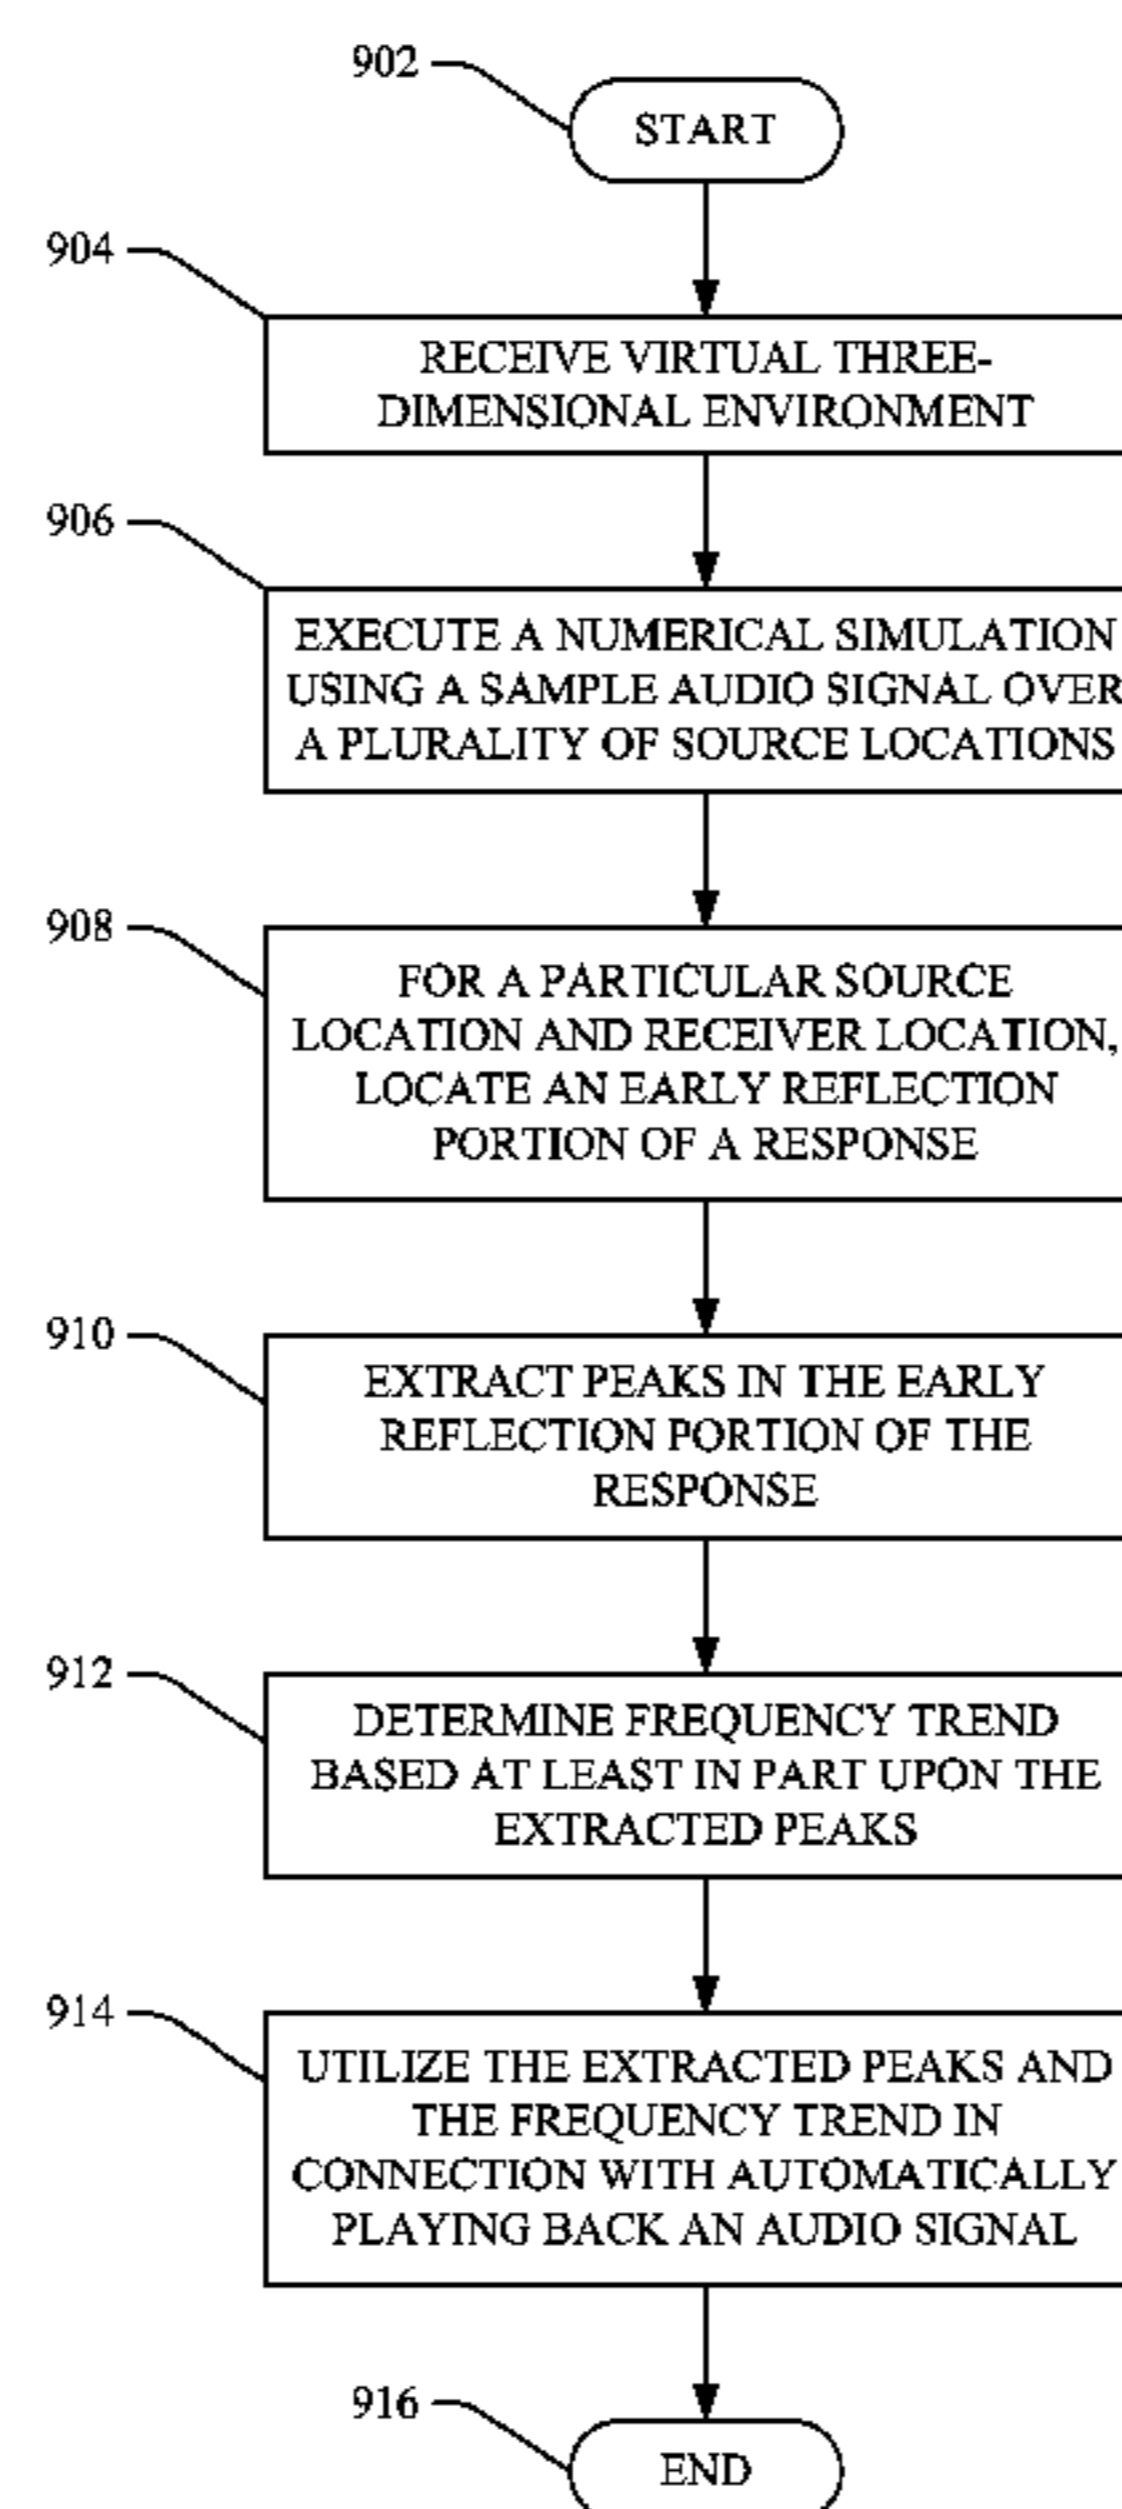 902
START
904
RECEIVE VIRTUAL THREE-
DIMENSIONAL ENVIRONMENT
906
EXECUTE A NUMERICAL SIMULATION
USING A SAMPLE AUDIO SIGNAL OVER
A PLURALITY OF SOURCE LOCATIONS
908
FOR A PARTICULAR SOURCE
LOCATION AND RECEIVER LOCATION,
LOCATE AN EARLY REFLECTION
PORTION OF A RESPONSE
910
EXTRACT PEAKS IN THE EARLY
REFLECTION PORTION OF THE
RESPONSE
912
DETERMINE FREQUENCY TREND
BASED AT LEAST IN PART UPON THE
EXTRACTED PEAKS
914
UTILIZE THE EXTRACTED PEAKS AND
THE FREQUENCY TREND IN
CONNECTION WITH AUTOMATICALLY
PLAYING BACK AN AUDIO SIGNAL
916
END